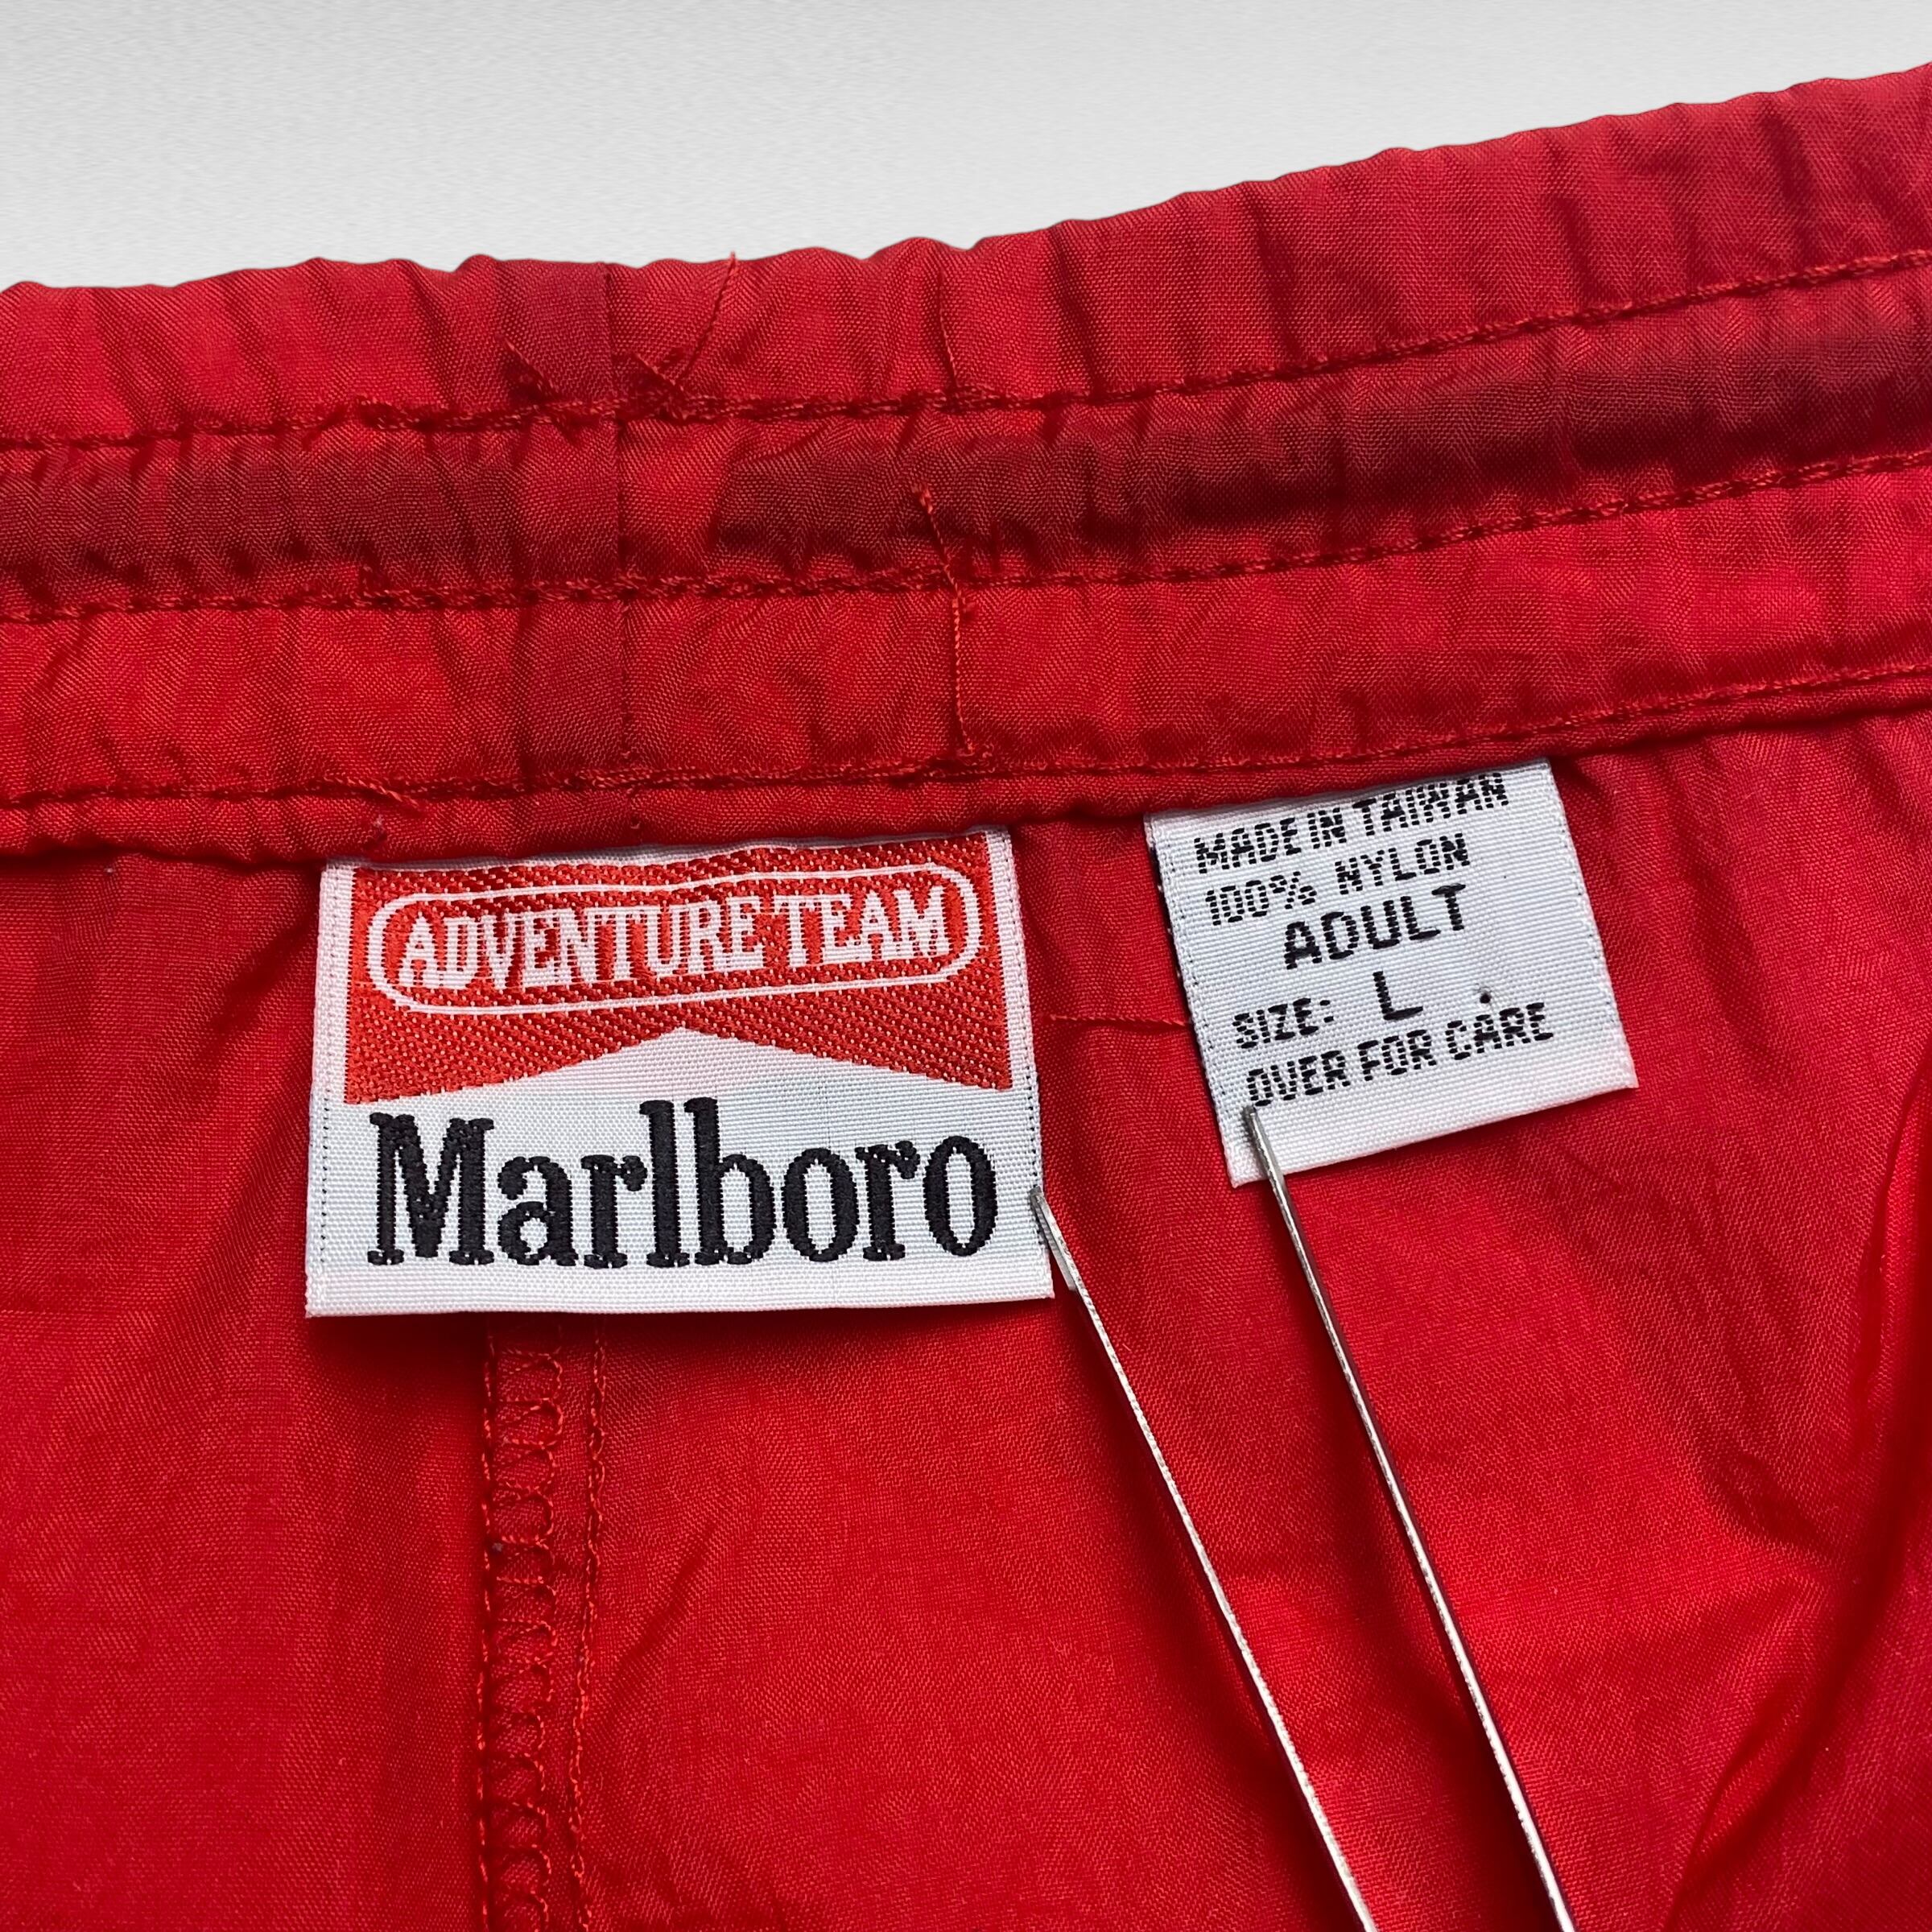 ADVENTURE TEAM
Marlboro
MADE IN TAIWAN
100% NYLON
ADULT
SIZE: L
OVER FOR CARE